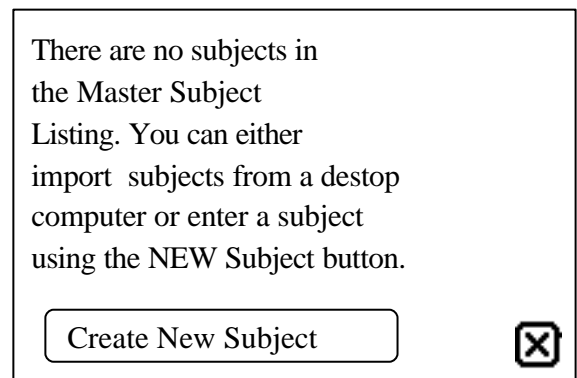 There are no subjects in
the Master Subject
Listing. You can either
import  subjects from a destop
computer or enter a subject
using the NEW Subject button.
Create New Subject